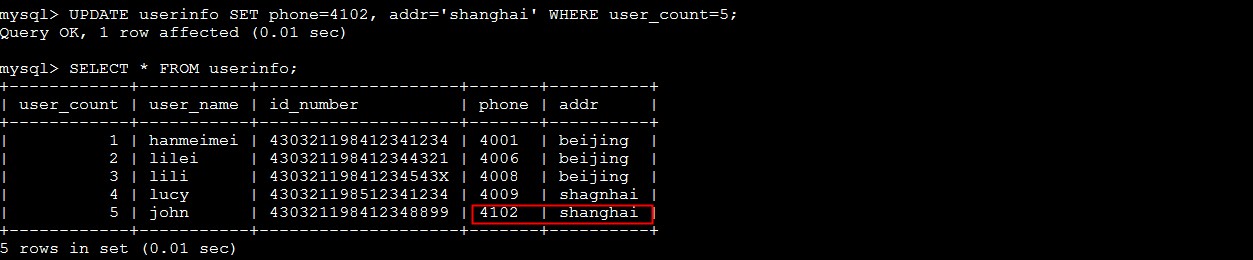 mysql> UPDATE userinfo SET phone=4102, addr='shanghai' WHERE user_count=5;
Query OK, 1 row affected (0.01 sec)
mysql> SELECT * FROM userinfo;
+------------+-----------+--------------------+-------+----------+
| user_count | user_name | id_number          | phone | addr     |
+------------+-----------+--------------------+-------+----------+
|          1 | hanmeimei | 430321198412341234 | 4001  | beijing  |
|          2 | lilei     | 430321198412344321 | 4006  | beijing  |
|          3 | lili      | 43032119841234543X | 4008  | beijing  |
|          4 | lucy      | 430321198512341234 | 4009  | shagnhai |
|          5 | john      | 430321198412348899 | 4102  | shanghai |
+------------+-----------+--------------------+-------+----------+
5 rows in set (0.01 sec)